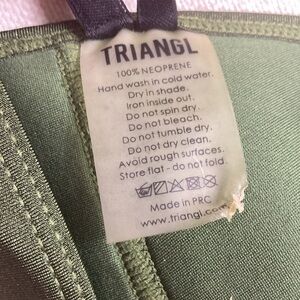 TRIANGL
100% NEOPRENE
Hand wash in cold water.
Dry in shade.
Iron inside out.
Do not spin dry.
Do not bleach.
Do not tumble dry.
Do not dry clean.
Avoid rough surfaces.
Store flat - do not fold.
Made in PRC
www.triangl.co